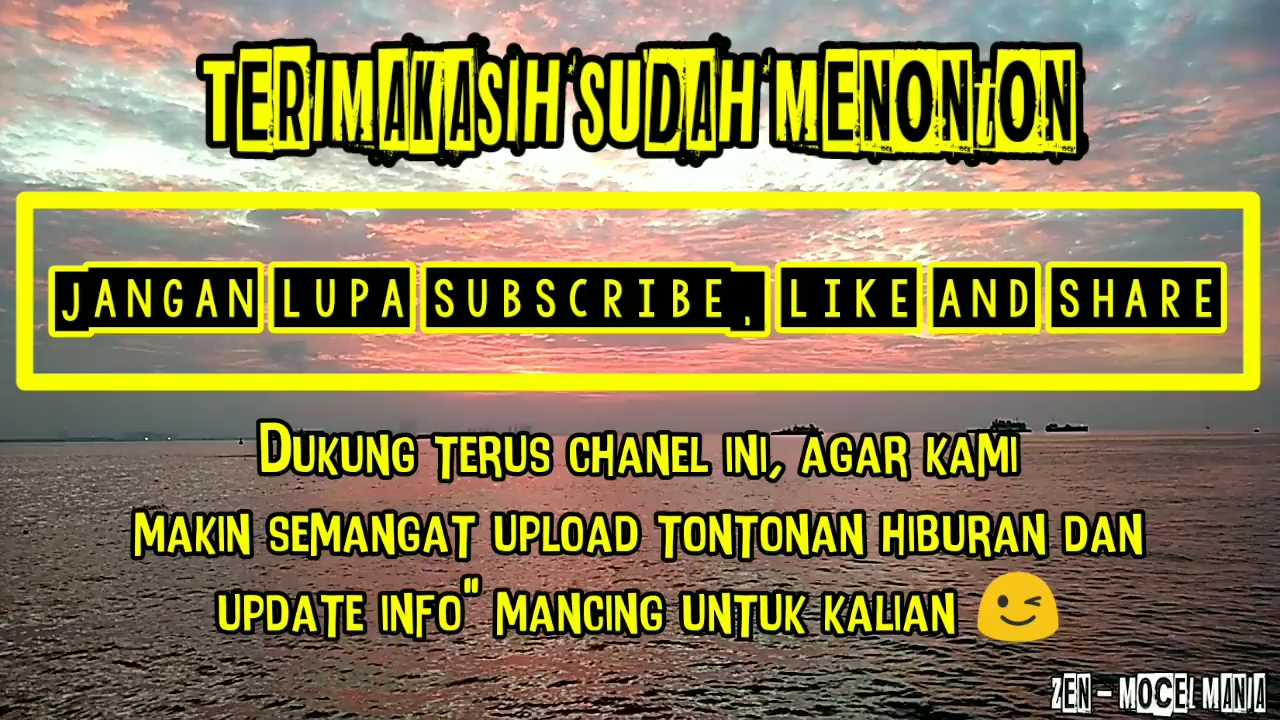 TERIMAKASIH SUDAH MENONtON
JANGAN LUPA SUBSCRIBE, LIKE AND SHARE
Dukung terus chanel ini, agar kami
makin semangat upload tontonan hiburan dan
update info" mancing untuk kalian 😉
ZEN - MOCEL MANIA